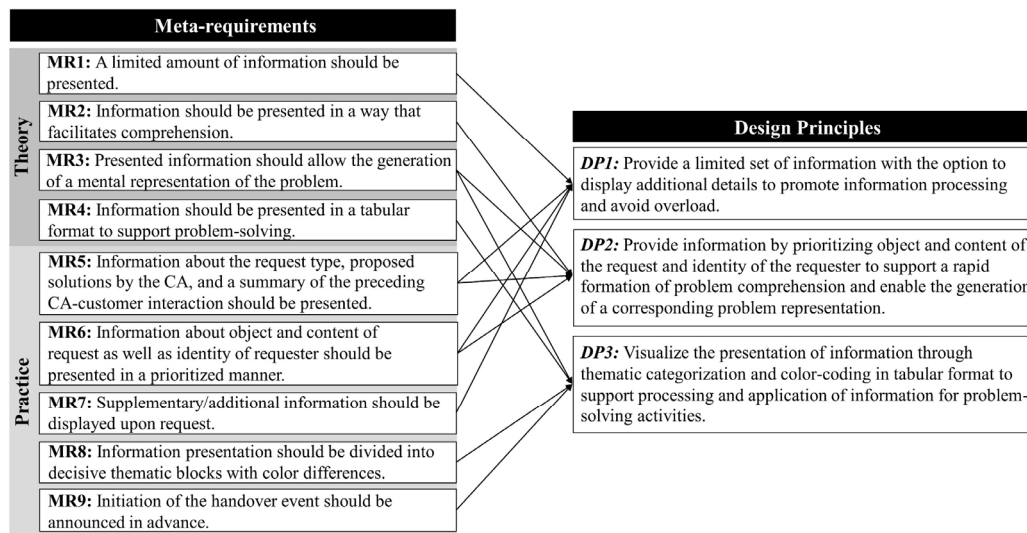 Meta-requirements
Theory
MR1: A limited amount of information should be
presented.
MR2: Information should be presented in a way that
facilitates comprehension.
MR3: Presented information should allow the generation
of a mental representation of the problem.
MR4: Information should be presented in a tabular
format to support problem-solving.
Practice
MR5: Information about the request type, proposed
solutions by the CA, and a summary of the preceding
CA-customer interaction should be presented.
MR6: Information about object and content of
request as well as identity of requester should be
presented in a prioritized manner.
MR7: Supplementary/additional information should be
displayed upon request.
MR8: Information presentation should be divided into
decisive thematic blocks with color differences.
MR9: Initiation of the handover event should be
announced in advance.
Design Principles
DP1: Provide a limited set of information with the option to
display additional details to promote information processing
and avoid overload.
DP2: Provide information by prioritizing object and content of
the request and identity of the requester to support a rapid
formation of problem comprehension and enable the generation
of a corresponding problem representation.
DP3: Visualize the presentation of information through
thematic categorization and color-coding in tabular format to
support processing and application of information for problem-
solving activities.